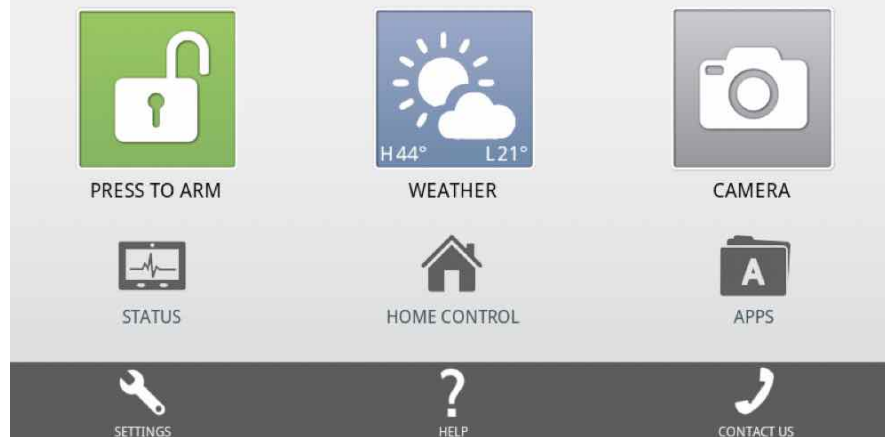 H44° L21°
PRESS TO ARM WEATHER CAMERA
A
STATUS HOME CONTROL APPS
?
SETTINGS HELP CONTACT US